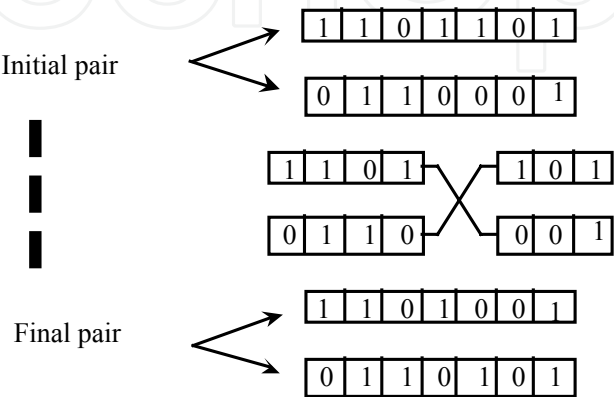 1 1 0 1 1 0 1
Initial pair
0 1 1 0 0 0 1
1 1 0 1 1 0 1
0 1 1 0 0 0 1
1 1 0 1 0 0 1
Final pair
0 1 1 0 1 0 1